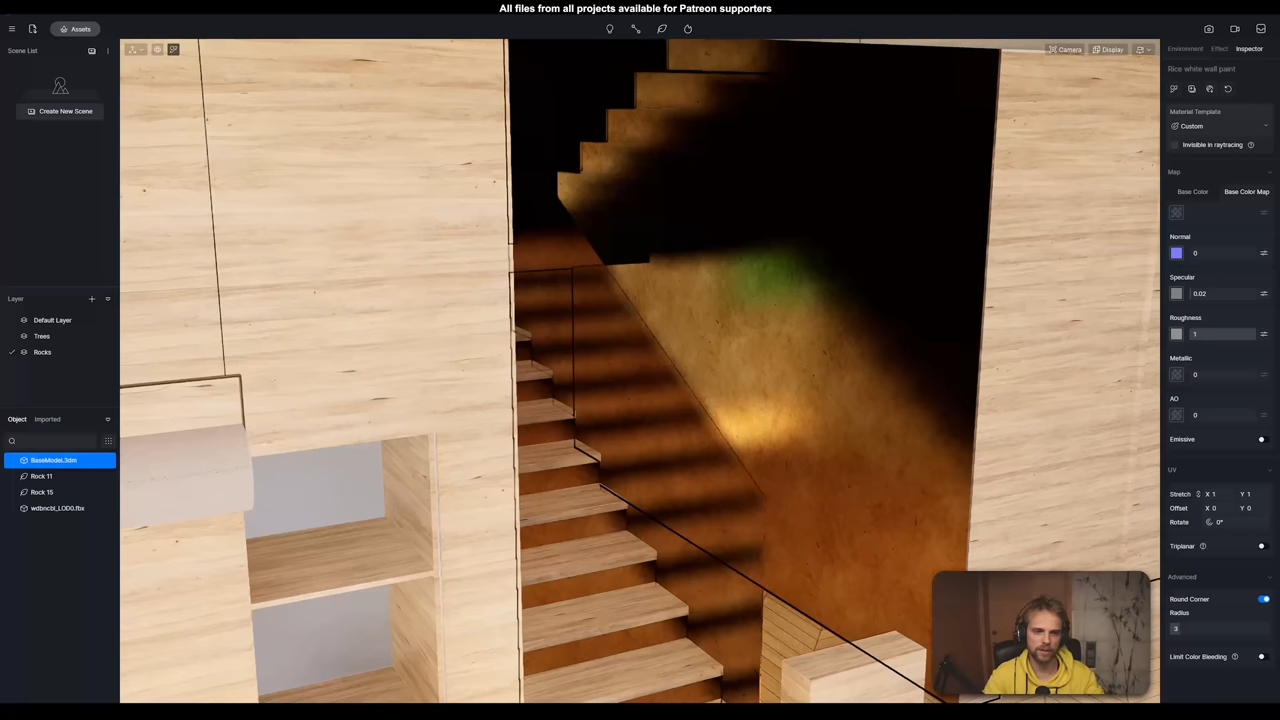 All files from all projects available for Patreon supporters
Assets
Scene List
Create New Scene
Layer
Default Layer
Trees
Rocks
Object
Imported
BaseModel.3dm
Rock 11
Rock 15
wdbncbl_LOD0.fbx
Camera
Display
Environment
Effect
Inspector
Rice white wall paint
Material Template
Custom
Invisible in raytracing
Map
Base Color
Base Color Map
Normal
0
Specular
0.02
Roughness
1
Metallic
0
AO
0
Emissive
UV
Stretch
X 1
Y 1
Offset
X 0
Y 0
Rotate
0°
Triplanar
Advanced
Round Corner
Radius
3
Limit Color Bleeding